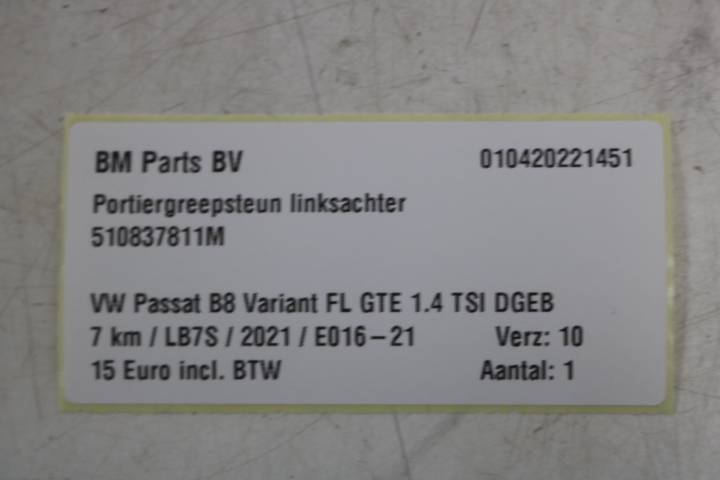 BM Parts BV 010420221451
Portiergreepsteun linksachter
510837811M
VW Passat B8 Variant FL GTE 1.4 TSI DGEB
7 km / LB7S / 2021 / E016-21 Verz: 10
15 Euro incl. BTW Aantal: 1